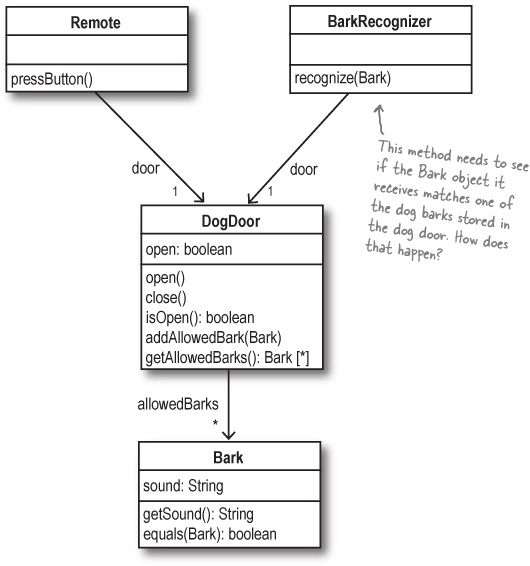 Remote
pressButton()
BarkRecognizer
recognize(Bark)
This method needs to see
if the Bark object it
receives matches one of
the dog barks stored in
the dog door. How does
that happen?
door
1
door
1
DogDoor
open: boolean
open()
close()
isOpen(): boolean
addAllowedBark(Bark)
getAllowedBarks(): Bark [*]
allowedBarks
*
Bark
sound: String
getSound(): String
equals(Bark): boolean